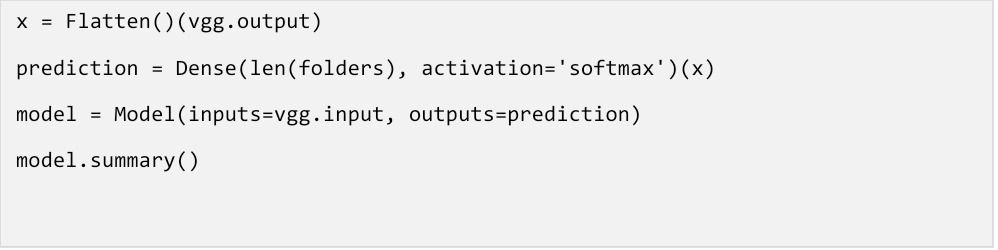 x = Flatten()(vgg.output)
prediction = Dense(len(folders), activation='softmax')(x)
model = Model(inputs=vgg.input, outputs=prediction)
model.summary()